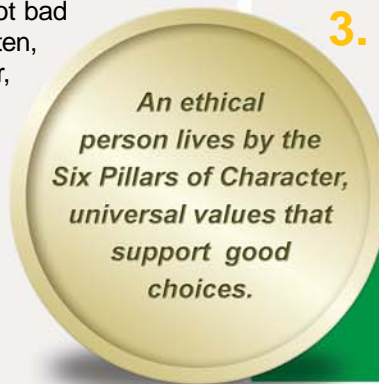 ot bad
ten,
r,
3.
An ethical
person lives by the
Six Pillars of Character,
universal values that
support good
choices.